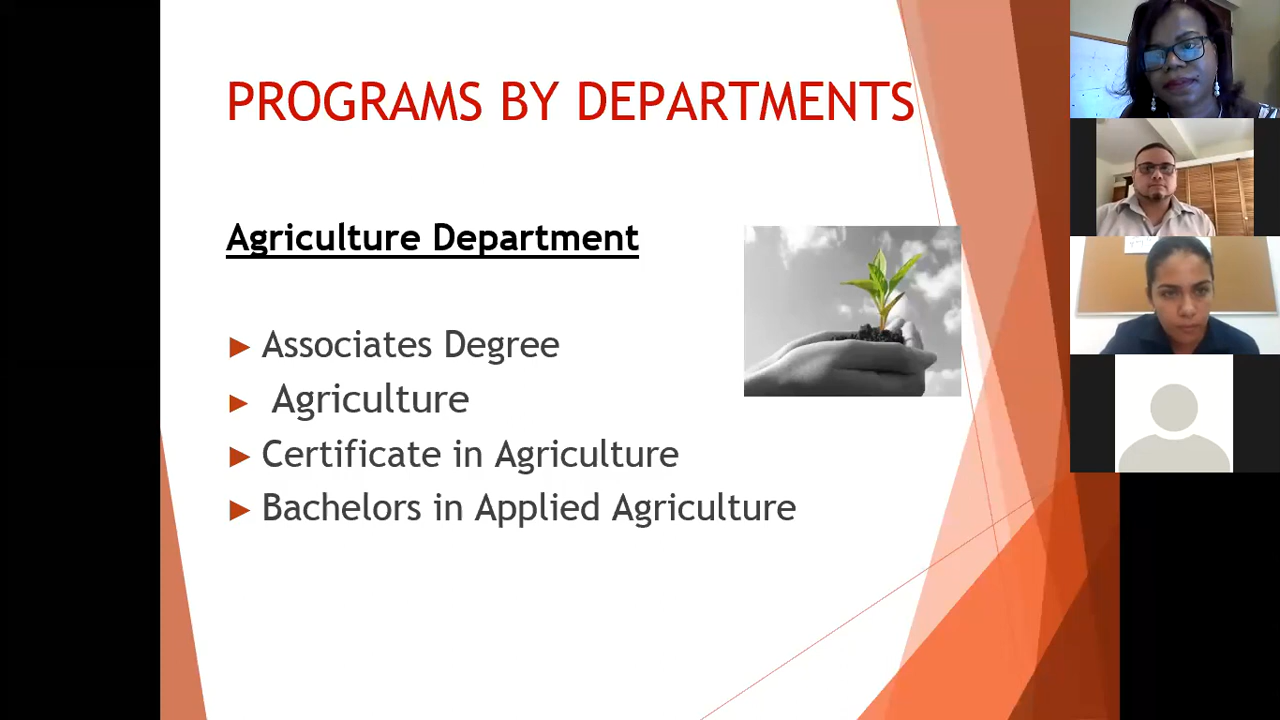 PROGRAMS BY DEPARTMENTS
Agriculture Department
Associates Degree
Agriculture
Certificate in Agriculture
Bachelors in Applied Agriculture